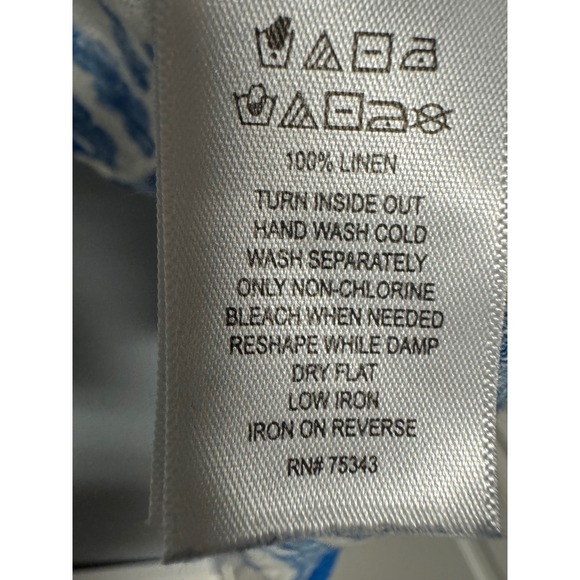 100% LINEN
TURN INSIDE OUT
HAND WASH COLD
WASH SEPARATELY
ONLY NON-CHLORINE
BLEACH WHEN NEEDED
RESHAPE WHILE DAMP
DRY FLAT
LOW IRON
IRON ON REVERSE
RN# 75343